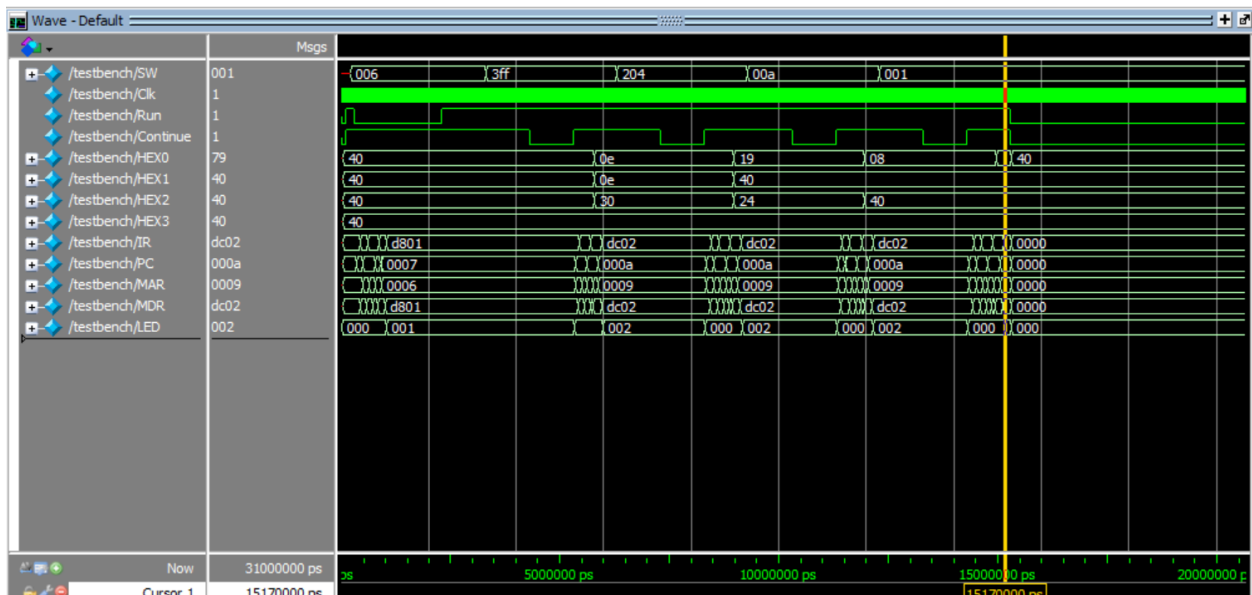 Wave - Default
Msgs
/testbench/SW 001 006 3ff 204 00a 001
/testbench/Clk 1
/testbench/Run 1
/testbench/Continue 1
/testbench/HEX0 79 40 0e 19 08 40
/testbench/HEX1 40 40 0e 40
/testbench/HEX2 40 40 30 24 40
/testbench/HEX3 40 40
/testbench/IR dc02 d801 dc02 dc02 dc02 0000
/testbench/PC 000a 0007 000a 000a 000a 0000
/testbench/MAR 0009 0006 0009 0009 0009 0000
/testbench/MDR dc02 d801 dc02 dc02 dc02 0000
/testbench/LED 002 000 001 002 000 002 000 002 000 000
Now 31000000 ps ps 5000000 ps 10000000 ps 15000000 ps 20000000 p
Cursor 1 15170000 ps 15170000 ps